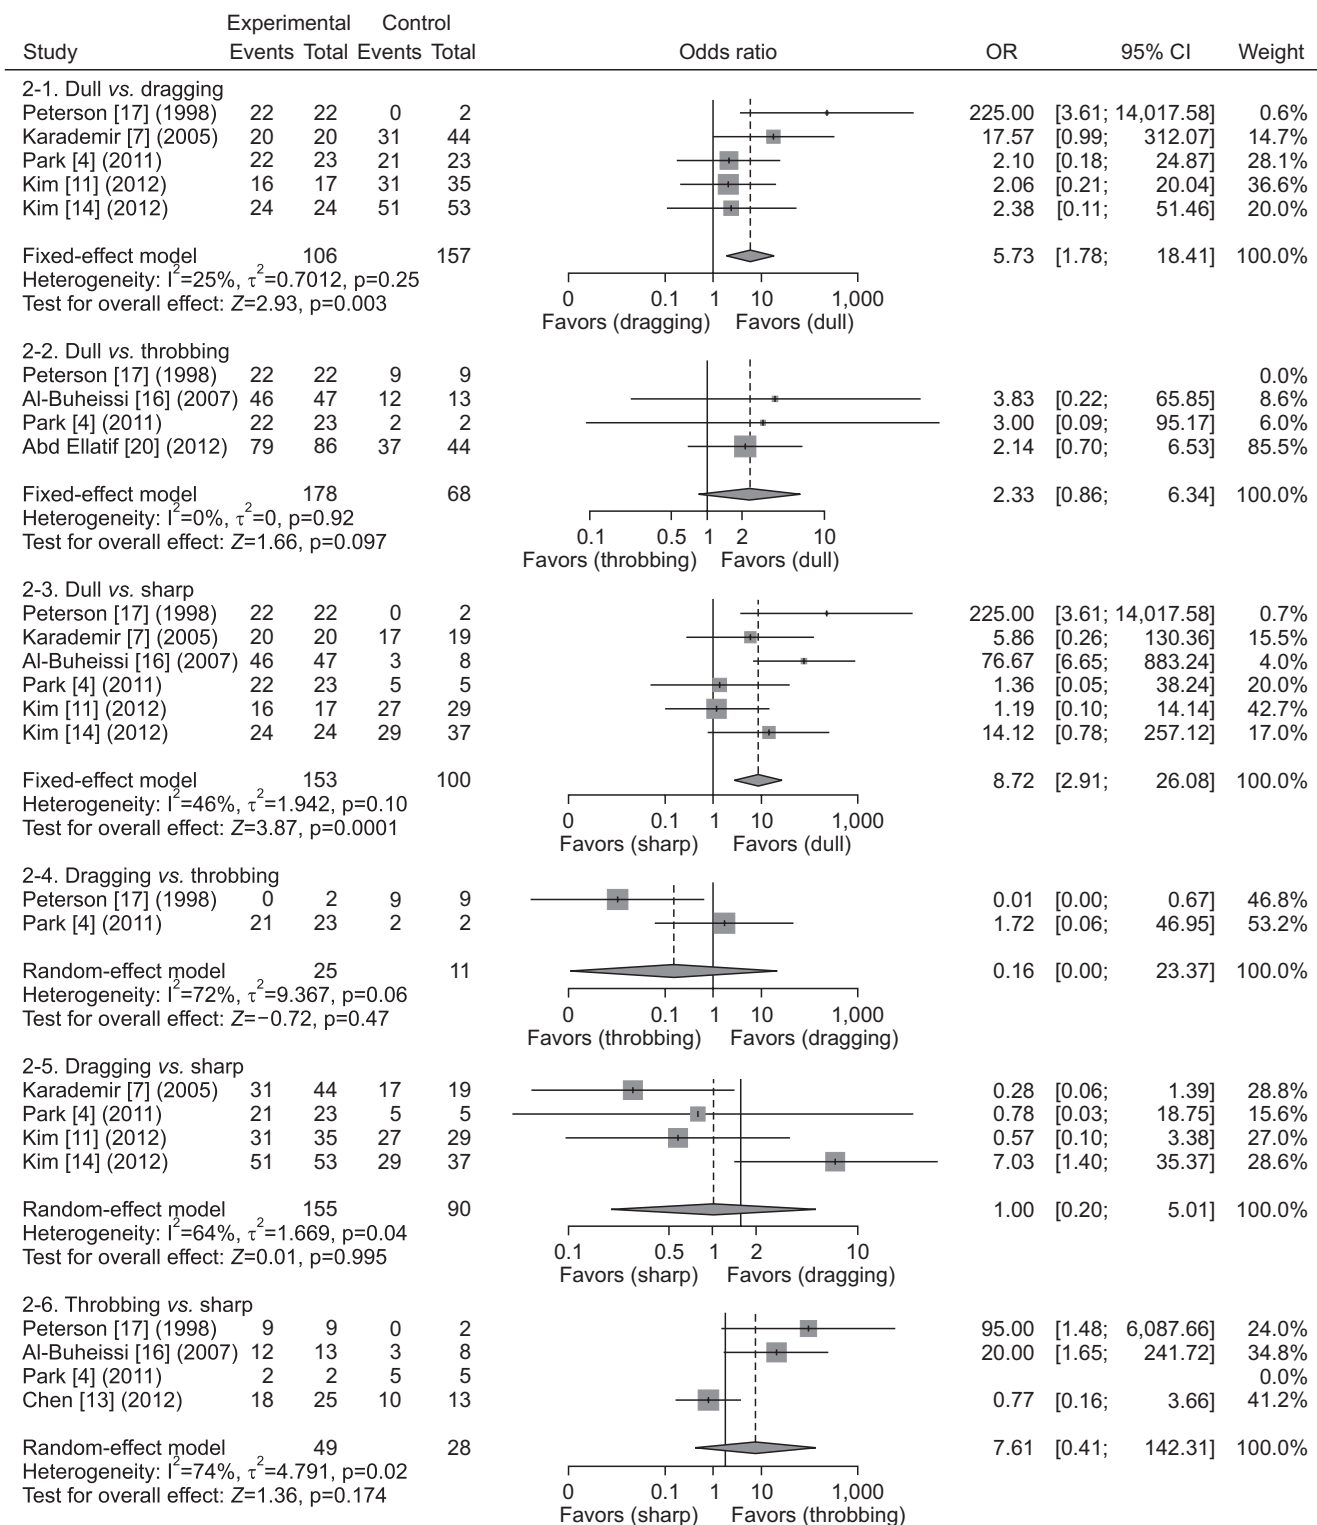 Experimental Control
Study Events Total Events Total Odds ratio OR 95% CI Weight
2-1. Dull vs. dragging
Peterson [17] (1998) 22 22 0 2 225.00 [3.61; 14,017.58] 0.6%
Karademir [7] (2005) 20 20 31 44 17.57 [0.99; 312.07] 14.7%
Park [4] (2011) 22 23 21 23 2.10 [0.18; 24.87] 28.1%
Kim [11] (2012) 16 17 31 35 2.06 [0.21; 20.04] 36.6%
Kim [14] (2012) 24 24 51 53 2.38 [0.11; 51.46] 20.0%
Fixed-effect model 106 157 5.73 [1.78; 18.41] 100.0%
Heterogeneity: I²=25%, τ²=0.7012, p=0.25
Test for overall effect: Z=2.93, p=0.003
0 0.1 1 10 1,000
Favors (dragging) Favors (dull)
2-2. Dull vs. throbbing
Peterson [17] (1998) 22 22 9 9 0.0%
Al-Buheissi [16] (2007) 46 47 12 13 3.83 [0.22; 65.85] 8.6%
Park [4] (2011) 22 23 2 2 3.00 [0.09; 95.17] 6.0%
Abd Ellatif [20] (2012) 79 86 37 44 2.14 [0.70; 6.53] 85.5%
Fixed-effect model 178 68 2.33 [0.86; 6.34] 100.0%
Heterogeneity: I²=0%, τ²=0, p=0.92
Test for overall effect: Z=1.66, p=0.097
0.1 0.5 1 2 10
Favors (throbbing) Favors (dull)
2-3. Dull vs. sharp
Peterson [17] (1998) 22 22 0 2 225.00 [3.61; 14,017.58] 0.7%
Karademir [7] (2005) 20 20 17 19 5.86 [0.26; 130.36] 15.5%
Al-Buheissi [16] (2007) 46 47 3 8 76.67 [6.65; 883.24] 4.0%
Park [4] (2011) 22 23 5 5 1.36 [0.05; 38.24] 20.0%
Kim [11] (2012) 16 17 27 29 1.19 [0.10; 14.14] 42.7%
Kim [14] (2012) 24 24 29 37 14.12 [0.78; 257.12] 17.0%
Fixed-effect model 153 100 8.72 [2.91; 26.08] 100.0%
Heterogeneity: I²=46%, τ²=1.942, p=0.10
Test for overall effect: Z=3.87, p=0.0001
0 0.1 1 10 1,000
Favors (sharp) Favors (dull)
2-4. Dragging vs. throbbing
Peterson [17] (1998) 0 2 9 9 0.01 [0.00; 0.67] 46.8%
Park [4] (2011) 21 23 2 2 1.72 [0.06; 46.95] 53.2%
Random-effect model 25 11 0.16 [0.00; 23.37] 100.0%
Heterogeneity: I²=72%, τ²=9.367, p=0.06
Test for overall effect: Z=−0.72, p=0.47
0 0.1 1 10 1,000
Favors (throbbing) Favors (dragging)
2-5. Dragging vs. sharp
Karademir [7] (2005) 31 44 17 19 0.28 [0.06; 1.39] 28.8%
Park [4] (2011) 21 23 5 5 0.78 [0.03; 18.75] 15.6%
Kim [11] (2012) 31 35 27 29 0.57 [0.10; 3.38] 27.0%
Kim [14] (2012) 51 53 29 37 7.03 [1.40; 35.37] 28.6%
Random-effect model 155 90 1.00 [0.20; 5.01] 100.0%
Heterogeneity: I²=64%, τ²=1.669, p=0.04
Test for overall effect: Z=0.01, p=0.995
0.1 0.5 1 2 10
Favors (sharp) Favors (dragging)
2-6. Throbbing vs. sharp
Peterson [17] (1998) 9 9 0 2 95.00 [1.48; 6,087.66] 24.0%
Al-Buheissi [16] (2007) 12 13 3 8 20.00 [1.65; 241.72] 34.8%
Park [4] (2011) 2 2 5 5 0.0%
Chen [13] (2012) 18 25 10 13 0.77 [0.16; 3.66] 41.2%
Random-effect model 49 28 7.61 [0.41; 142.31] 100.0%
Heterogeneity: I²=74%, τ²=4.791, p=0.02
Test for overall effect: Z=1.36, p=0.174
0 0.1 1 10 1,000
Favors (sharp) Favors (throbbing)